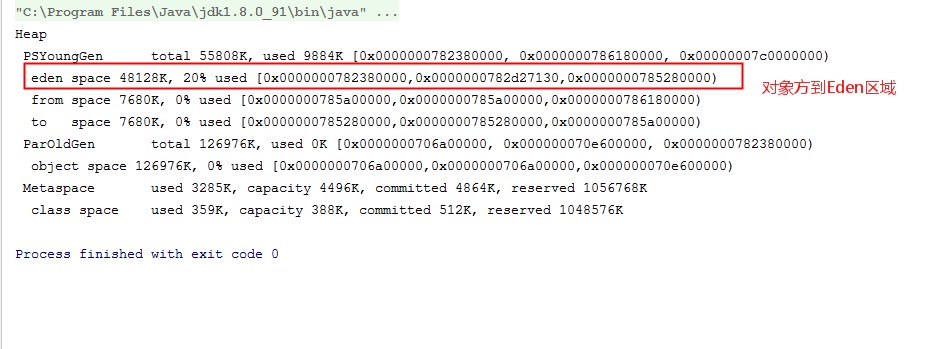 "C:\Program Files\Java\jdk1.8.0_91\bin\java" ...
Heap
PSYoungGen total 55808K, used 9884K [0x0000000782380000, 0x0000000786180000, 0x00000007c0000000)
eden space 48128K, 20% used [0x0000000782380000,0x0000000782d27130,0x0000000785280000)
对象方到Eden区域
from space 7680K, 0% used [0x0000000785a00000,0x0000000785a00000,0x0000000786180000)
to space 7680K, 0% used [0x0000000785280000,0x0000000785280000,0x0000000785a00000)
ParOldGen total 126976K, used 0K [0x0000000706a00000, 0x000000070e600000, 0x0000000782380000)
object space 126976K, 0% used [0x0000000706a00000,0x0000000706a00000,0x000000070e600000)
Metaspace used 3285K, capacity 4496K, committed 4864K, reserved 1056768K
class space used 359K, capacity 388K, committed 512K, reserved 1048576K
Process finished with exit code 0